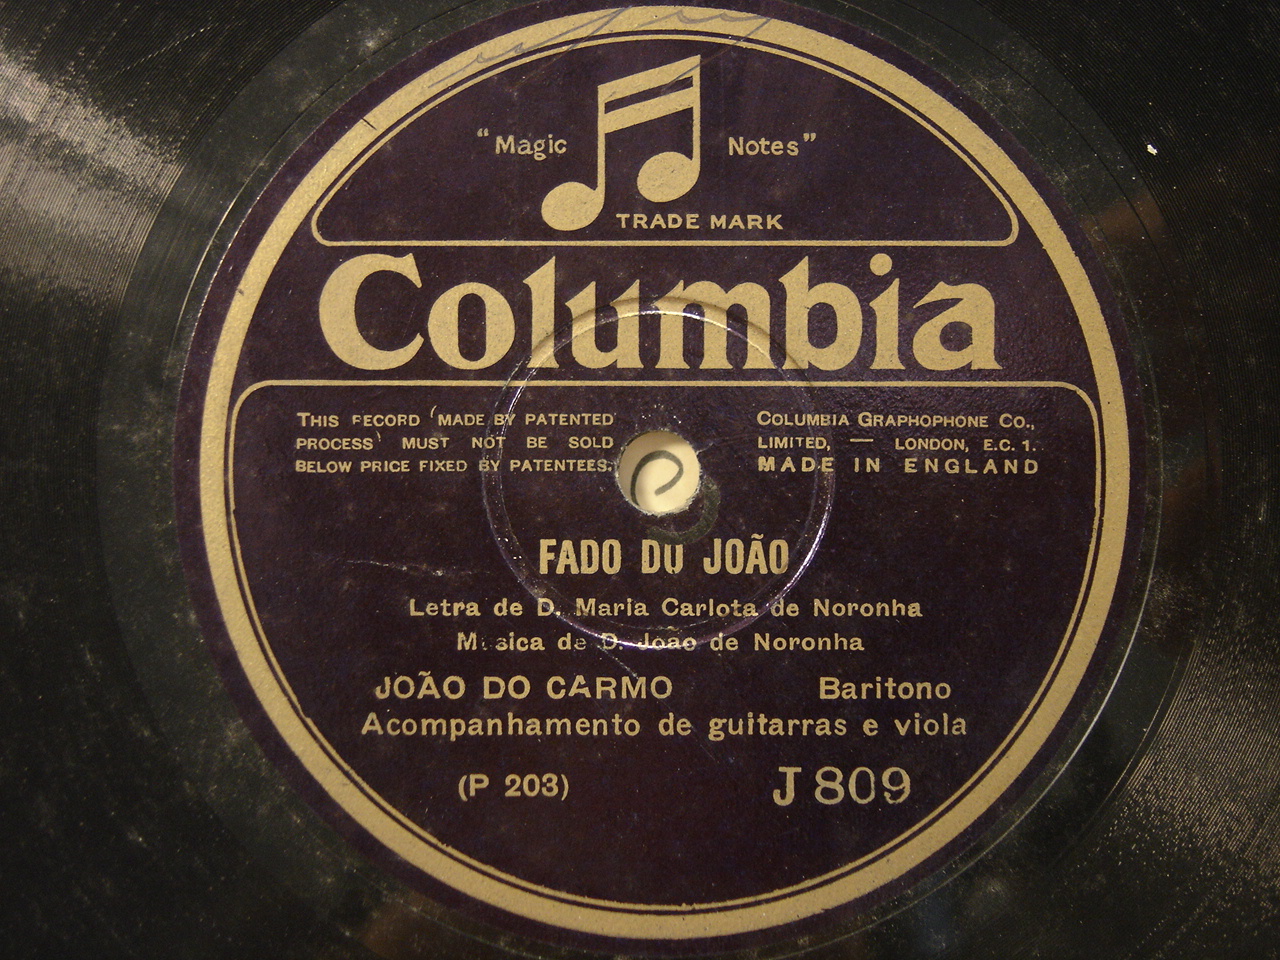 "Magic Notes"
TRADE MARK
Columbia
THIS RECORD 'MADE BY PATENTED
PROCESS' MUST NOT BE SOLD
BELOW PRICE FIXED BY PATENTEES.
COLUMBIA GRAPHOPHONE CO.,
LIMITED, — LONDON, E.C. 1.
MADE IN ENGLAND
FADO DO JOÃO
Letra de D. Maria Carlota de Noronha
Música de D. João de Noronha
JOÃO DO CARMO Baritono
Acompanhamento de guitarras e viola
(P 203) J 809